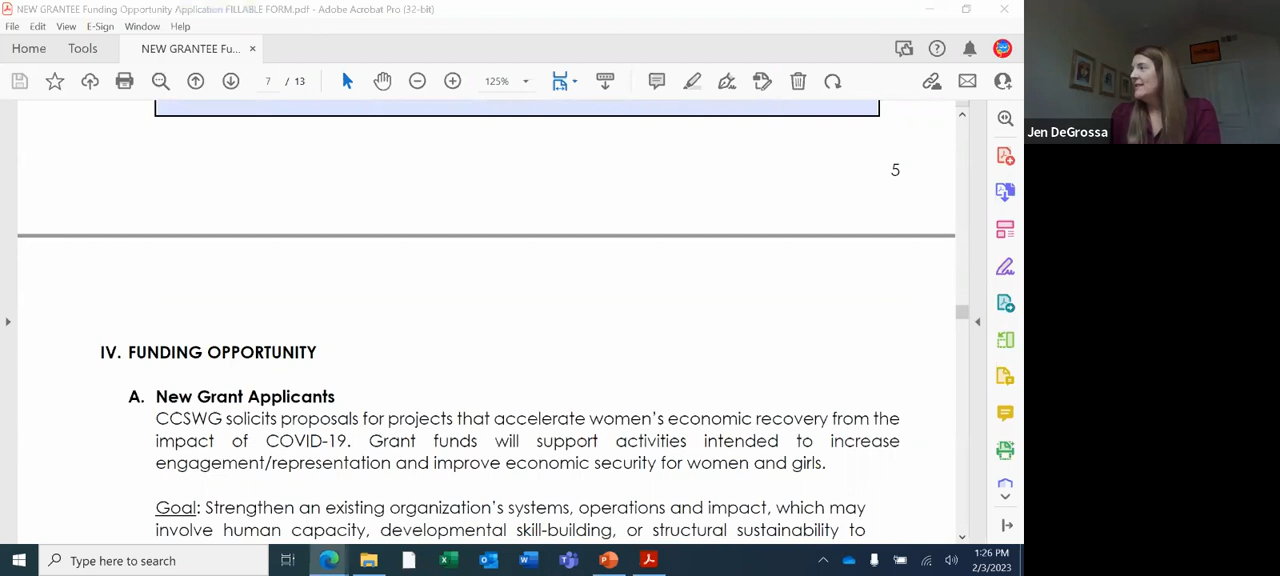 NEW GRANTEE Funding Opportunity Application FILLABLE FORM.pdf - Adobe Acrobat Pro (32-bit)
File Edit View E-Sign Window Help
Home Tools NEW GRANTEE Fu... ×
7 / 13 125%
5
IV. FUNDING OPPORTUNITY
A. New Grant Applicants
CCSWG solicits proposals for projects that accelerate women's economic recovery from the
impact of COVID-19. Grant funds will support activities intended to increase
engagement/representation and improve economic security for women and girls.
Goal: Strengthen an existing organization's systems, operations and impact, which may
involve human capacity, developmental skill-building, or structural sustainability to
Jen DeGrossa
Type here to search
1:26 PM
2/3/2023